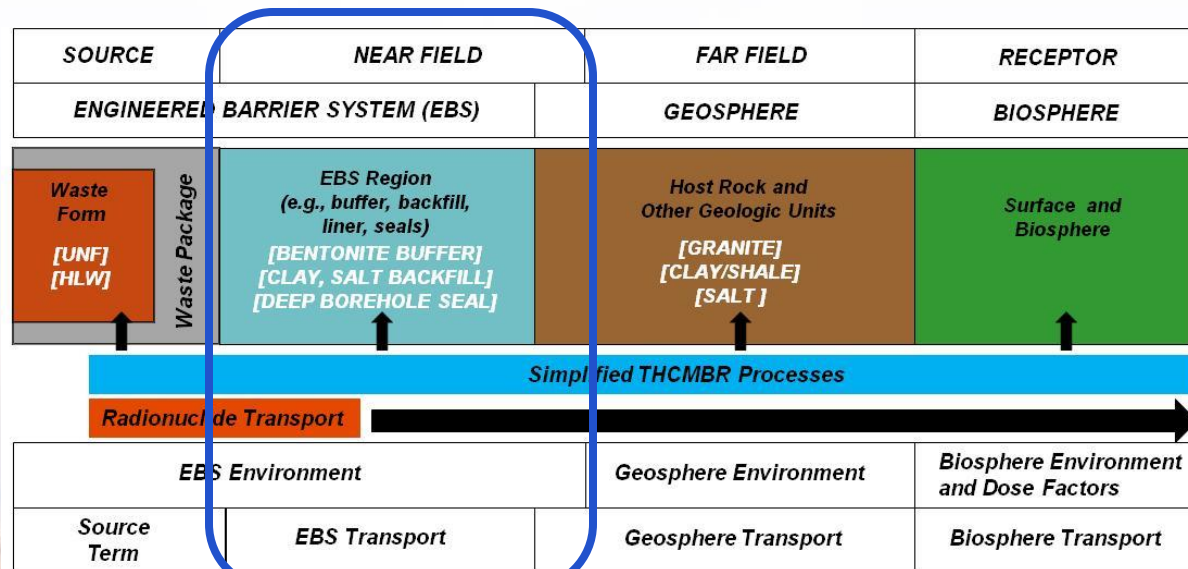 SOURCE
NEAR FIELD
FAR FIELD
RECEPTOR
ENGINEERED BARRIER SYSTEM (EBS)
GEOSPHERE
BIOSPHERE
Waste
Form
[UNF]
[HLW]
Waste Package
EBS Region
(e.g., buffer, backfill,
liner, seals)
[BENTONITE BUFFER]
[CLAY, SALT BACKFILL]
[DEEP BOREHOLE SEAL]
Host Rock and
Other Geologic Units
[GRANITE]
[CLAY/SHALE]
[SALT ]
Surface and
Biosphere
Simplified THCMBR Processes
Radionuclide Transport
EBS Environment
Geosphere Environment
Biosphere Environment
and Dose Factors
Source
Term
EBS Transport
Geosphere Transport
Biosphere Transport